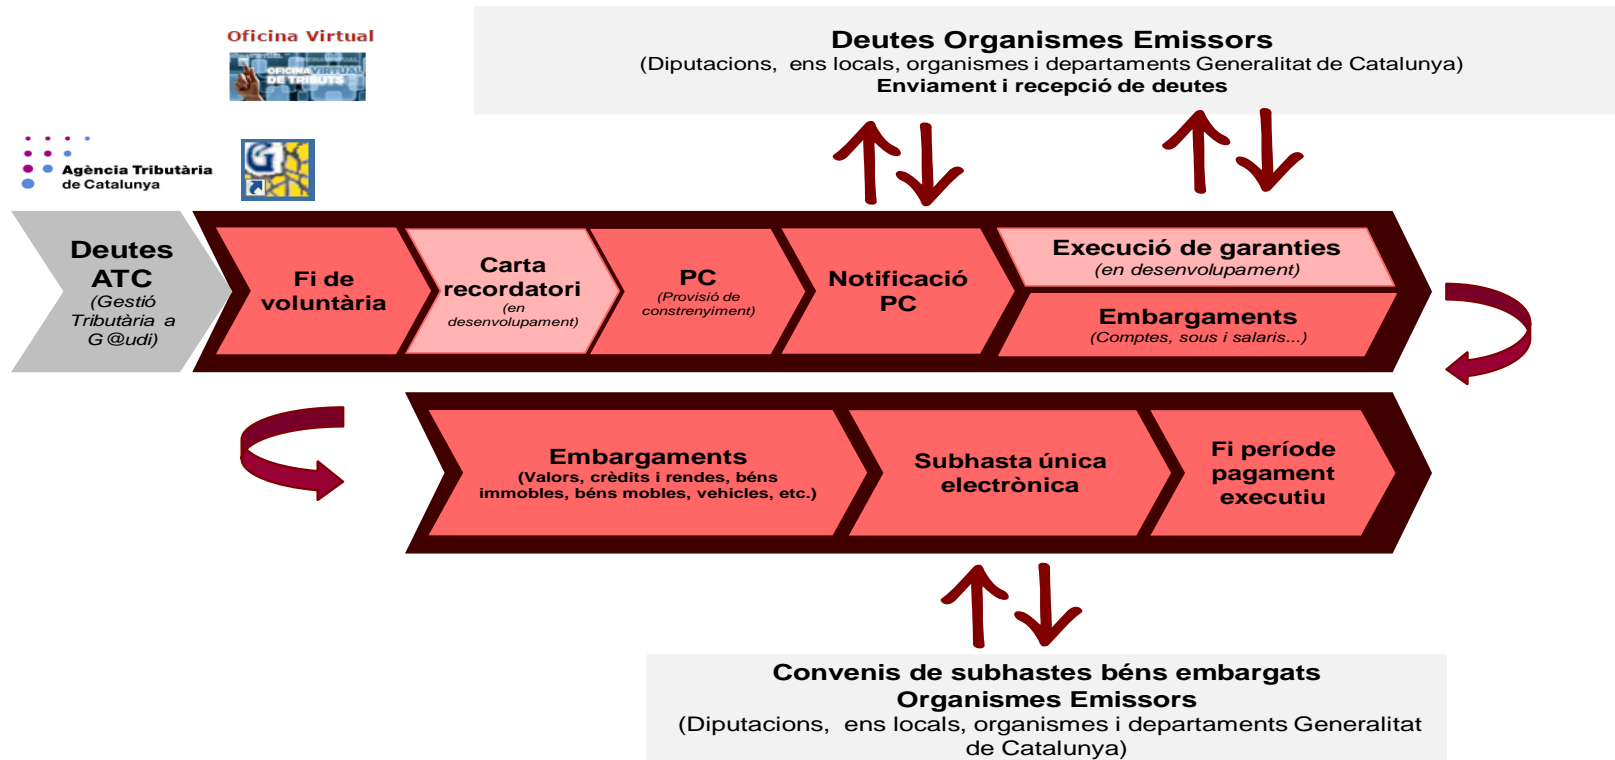 Oficina Virtual
OFICINA VIRTUAL
DE TRIBUTS
Deutes Organismes Emissors
(Diputacions, ens locals, organismes i departaments Generalitat de Catalunya)
Enviament i recepció de deutes
Agència Tributària
de Catalunya
G
Deutes
ATC
(Gestió
Tributària a
G@udi)
Fi de
voluntària
Carta
recordatori
(en
desenvolupament)
PC
(Provisió de
constrenyiment)
Notificació
PC
Execució de garanties
(en desenvolupament)
Embargaments
(Comptes, sous i salaris...)
Embargaments
(Valors, crèdits i rendes, béns
immobles, béns mobles, vehicles, etc.)
Subhasta única
electrònica
Fi període
pagament
executiu
Convenis de subhastes béns embargats
Organismes Emissors
(Diputacions, ens locals, organismes i departaments Generalitat
de Catalunya)